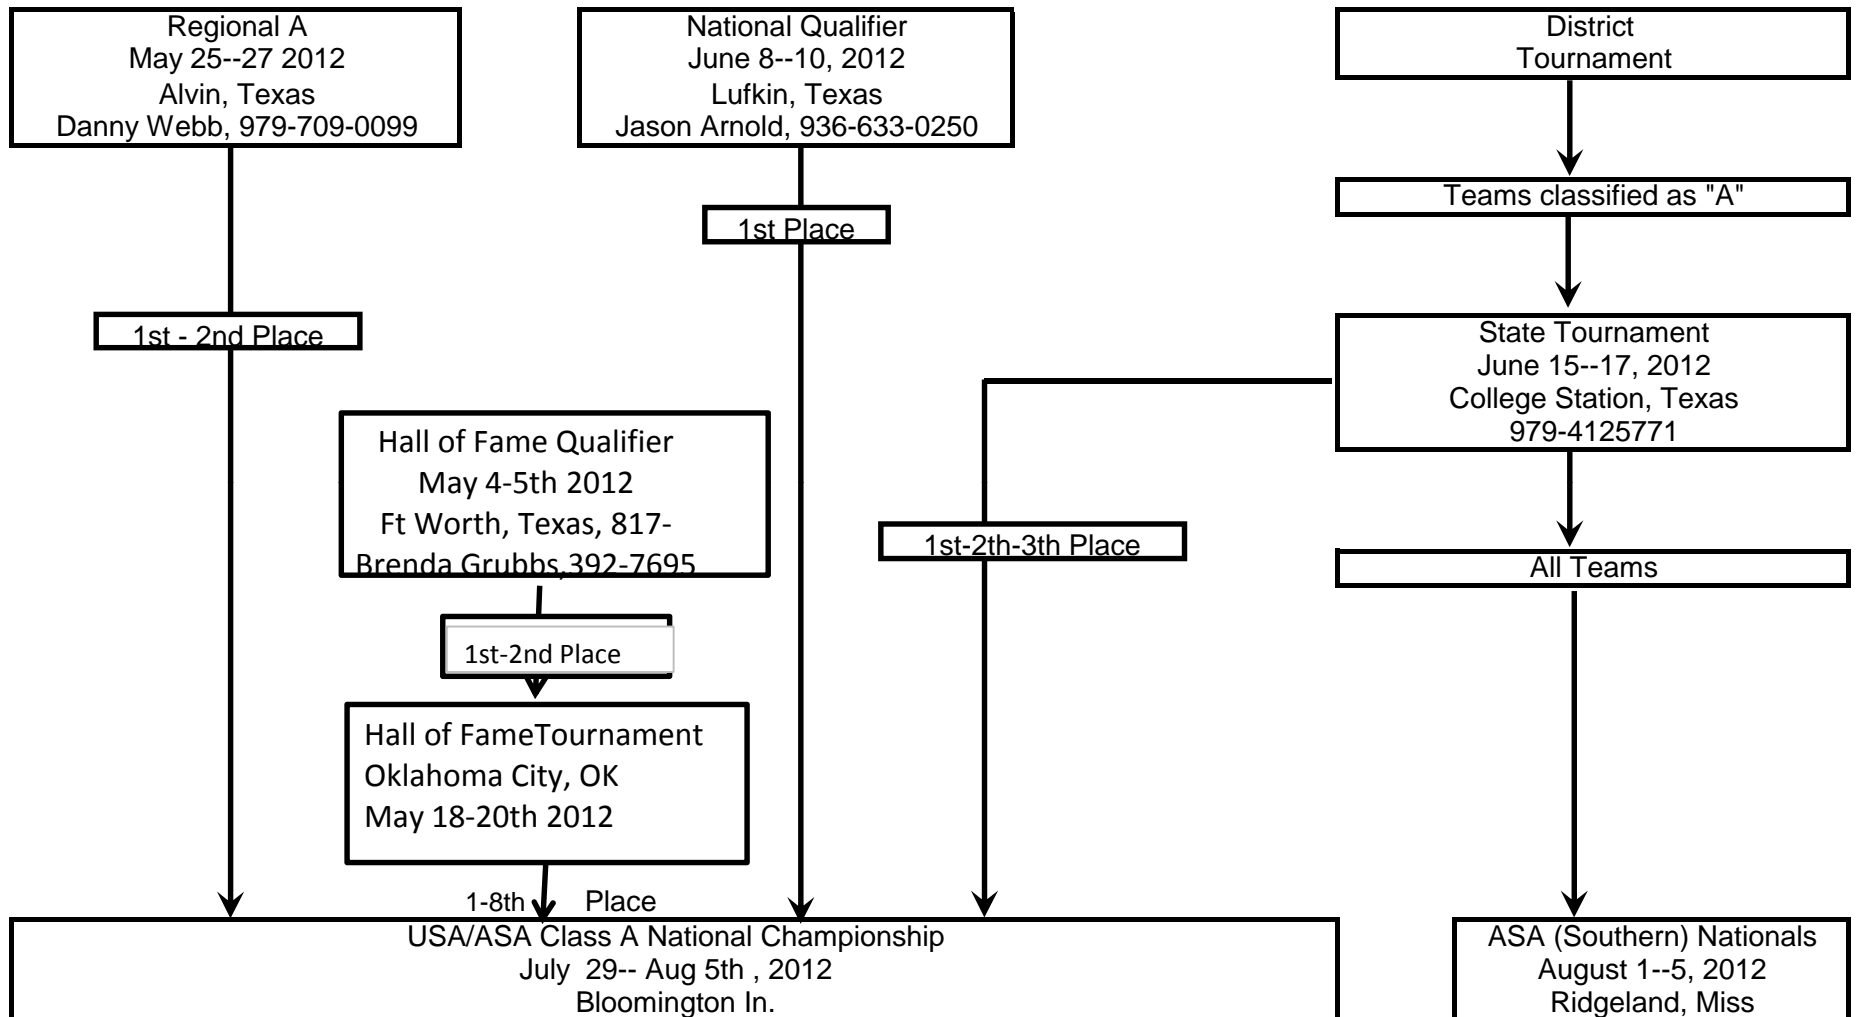 Regional A
May 25--27 2012
Alvin, Texas
Danny Webb, 979-709-0099
National Qualifier
June 8--10, 2012
Lufkin, Texas
Jason Arnold, 936-633-0250
District
Tournament
Teams classified as "A"
1st Place
1st - 2nd Place
State Tournament
June 15--17, 2012
College Station, Texas
979-4125771
Hall of Fame Qualifier
May 4-5th 2012
Ft Worth, Texas, 817-
Brenda Grubbs,392-7695
1st-2th-3th Place
All Teams
1st-2nd Place
Hall of FameTournament
Oklahoma City, OK
May 18-20th 2012
1-8th Place
USA/ASA Class A National Championship
July 29-- Aug 5th , 2012
Bloomington In.
ASA (Southern) Nationals
August 1--5, 2012
Ridgeland, Miss